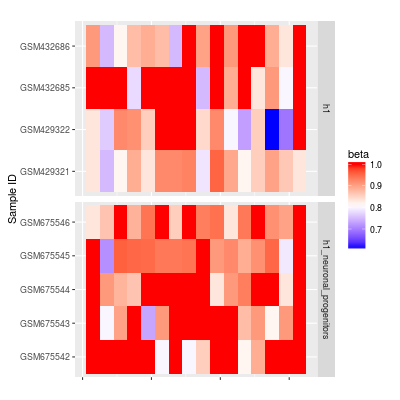 Sample ID
GSM432686
GSM432685
GSM429322
GSM429321
h1
GSM675546
GSM675545
GSM675544
GSM675543
GSM675542
h1_neuronal_progenitors
beta
1.0
0.9
0.8
0.7